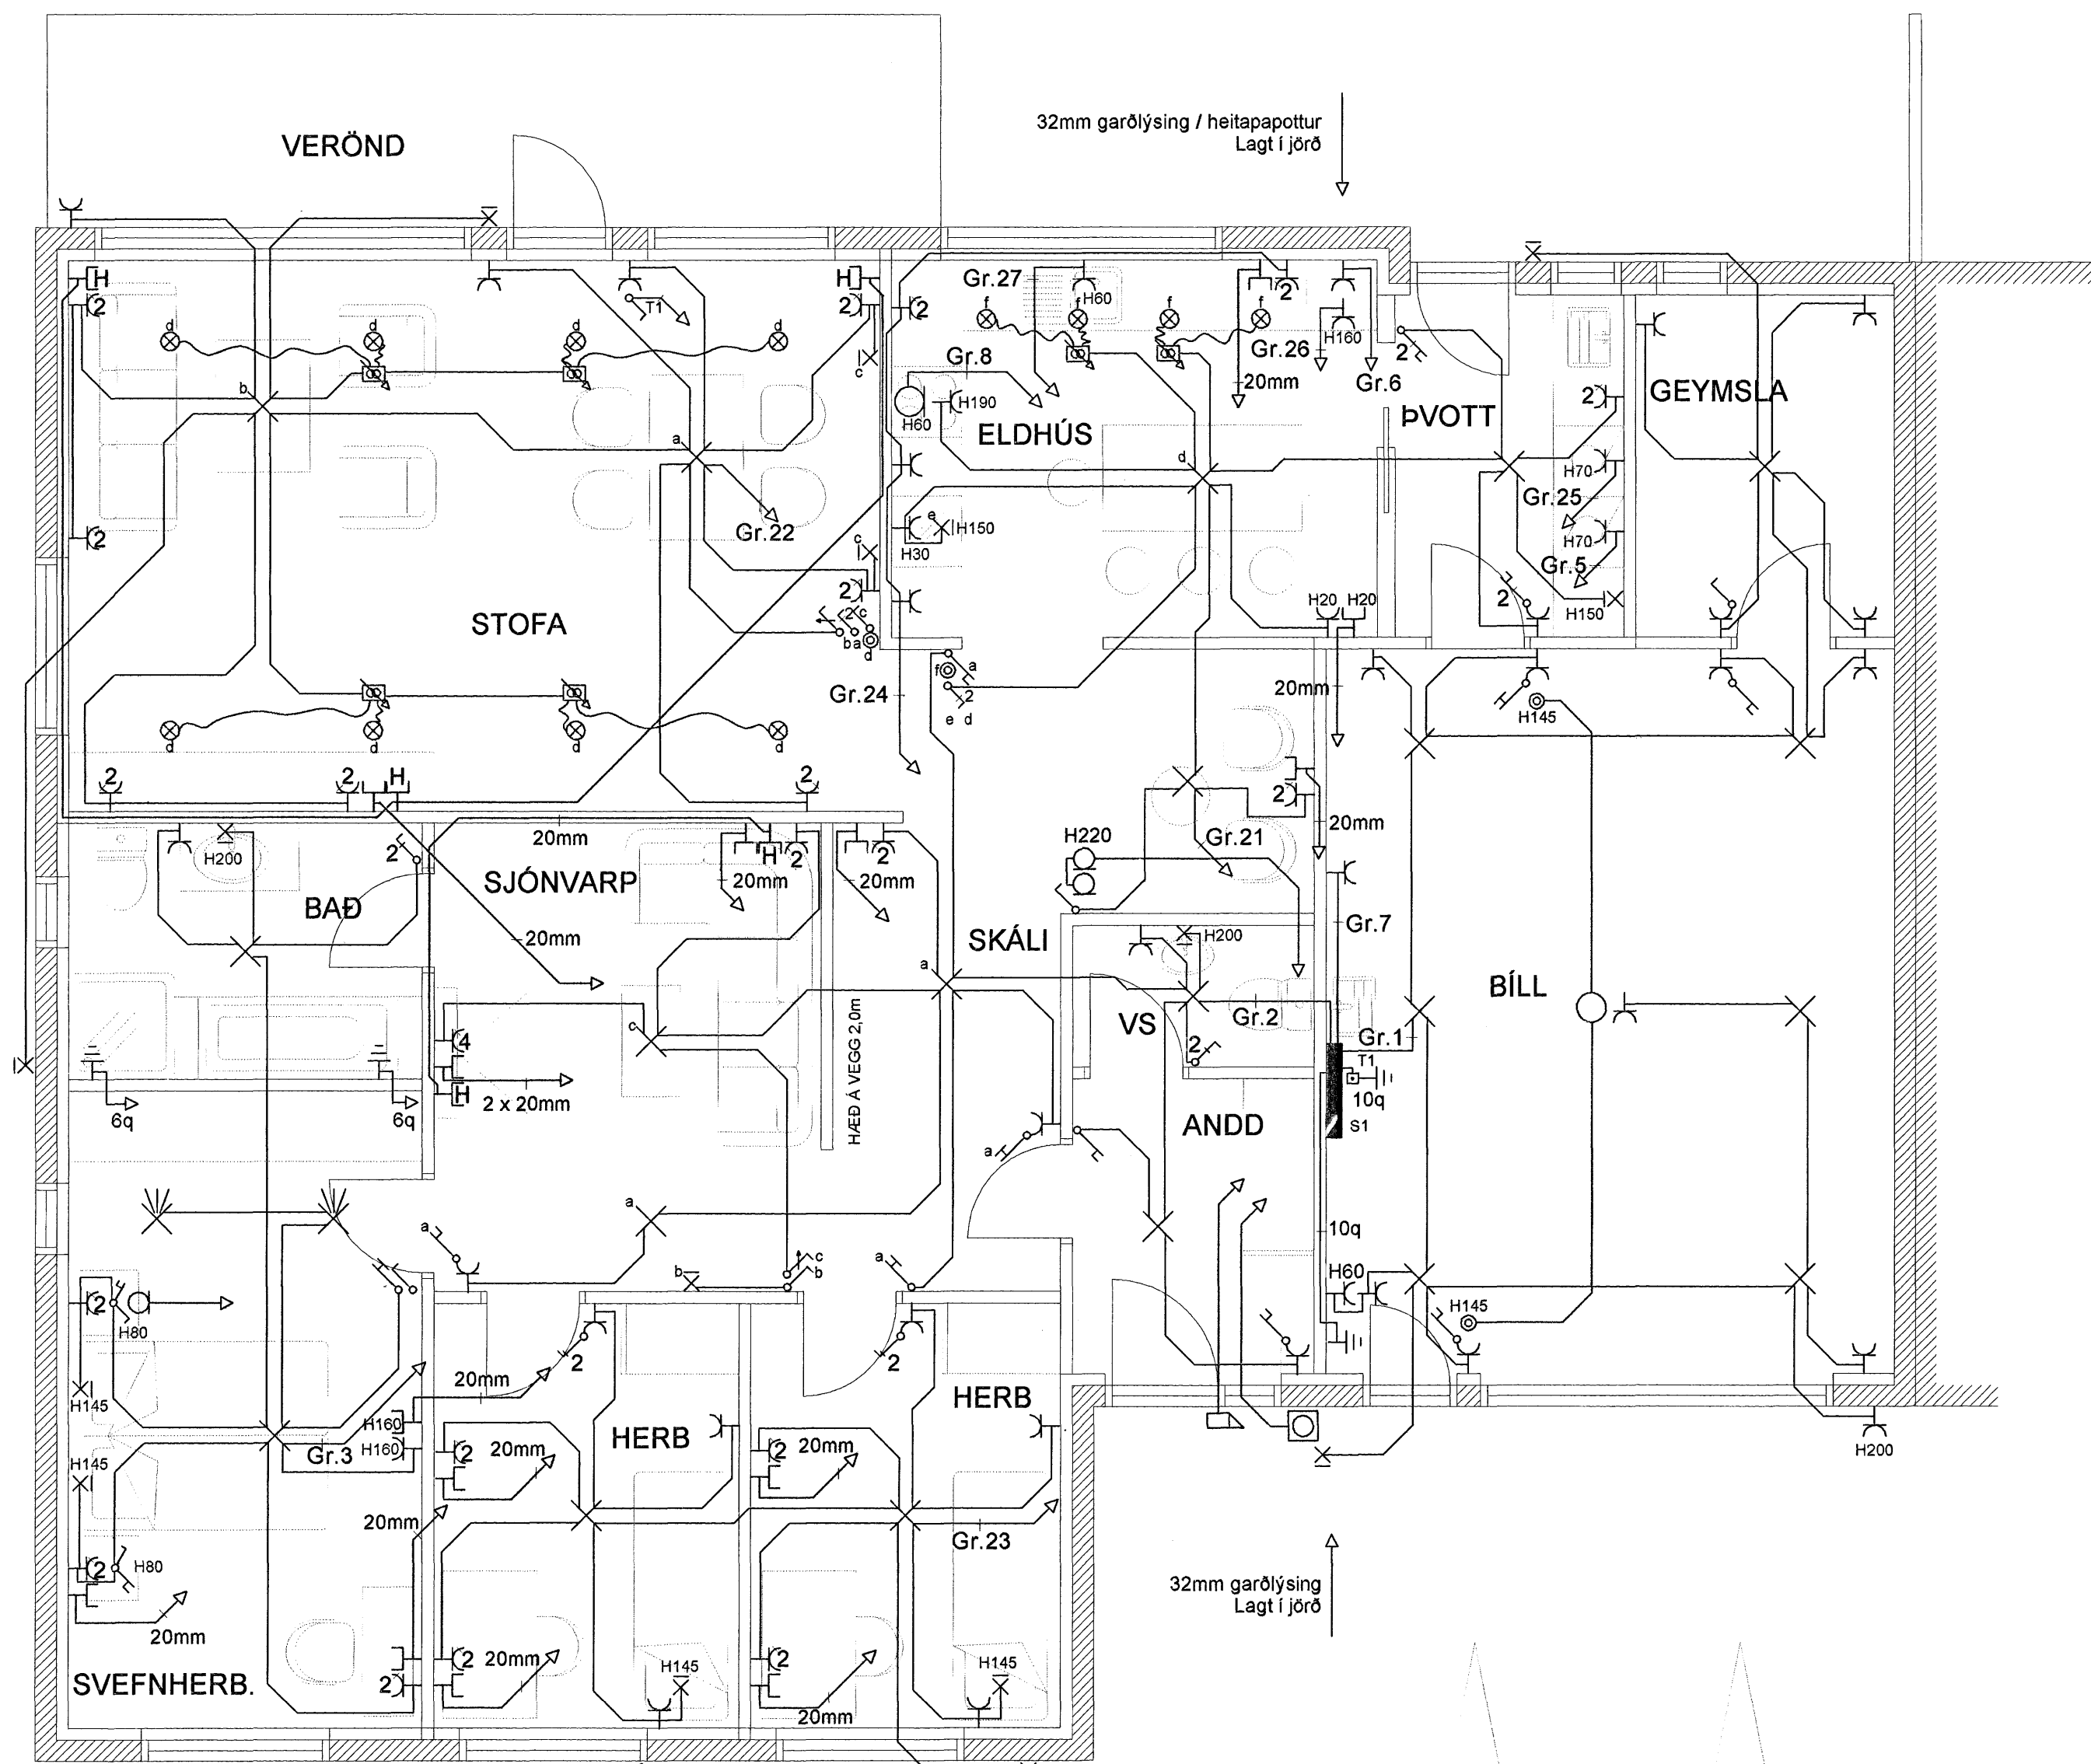 32mm garðlýsing / heitapapottur
Lagt í jörð
VERÖND
H
2
H
2
T1
Gr.27
H60
2
2
H160
2
d
d
d
d
f
f
f
f
c
Gr.8
Gr.26
Gr.6
20mm
b
a
H60
H190
ELDHÚS
d
ÞVOTT
2
GEYMSLA
H70
Gr.25
2
Gr.22
c
e
H150
H30
H70
Gr.5
2
2
c
b a
d
2
H150
H20
H20
STOFA
f
a
2
e d
Gr.24
20mm
H145
d
d
d
d
2
2
H
2
2
20mm
H200
2
20mm
H
2
2
H220
Gr.21
BAÐ
SJÓNVARP
20mm
20mm
20mm
SKÁLI
a
H200
Gr.7
BÍLL
c
4
H
2 x 20mm
HÆÐ Á VEGG 2,0m
VS
2
Gr.2
Gr.1
T1
10q
S1
6q
6q
ANDD
a
a
a
10q
a
b
c
b
H60
H145
2
H80
2
2
H145
20mm
HERB
HERB
H160
H160
Gr.3
2
20mm
2
20mm
H200
H145
20mm
Gr.23
2
H80
32mm garðlýsing
Lagt í jörð
20mm
SVEFNHERB.
2
2
20mm
H145
2
20mm
H145